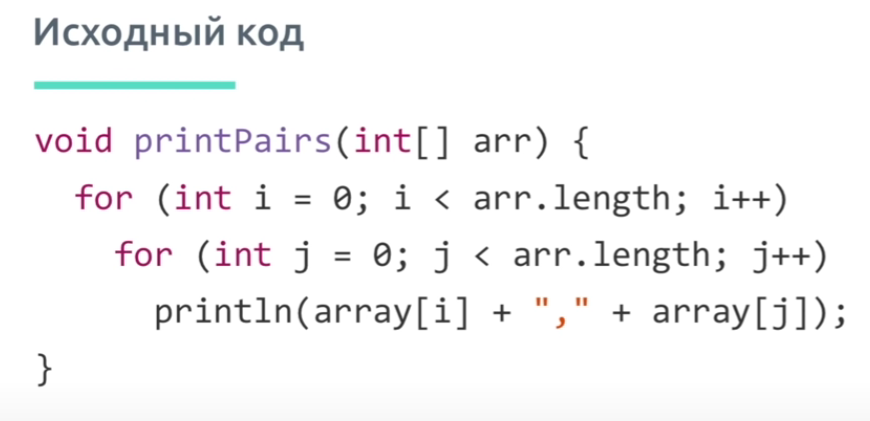 Исходный код
void printPairs(int[] arr) {
  for (int i = 0; i < arr.length; i++)
    for (int j = 0; j < arr.length; j++)
      println(array[i] + "," + array[j]);
}